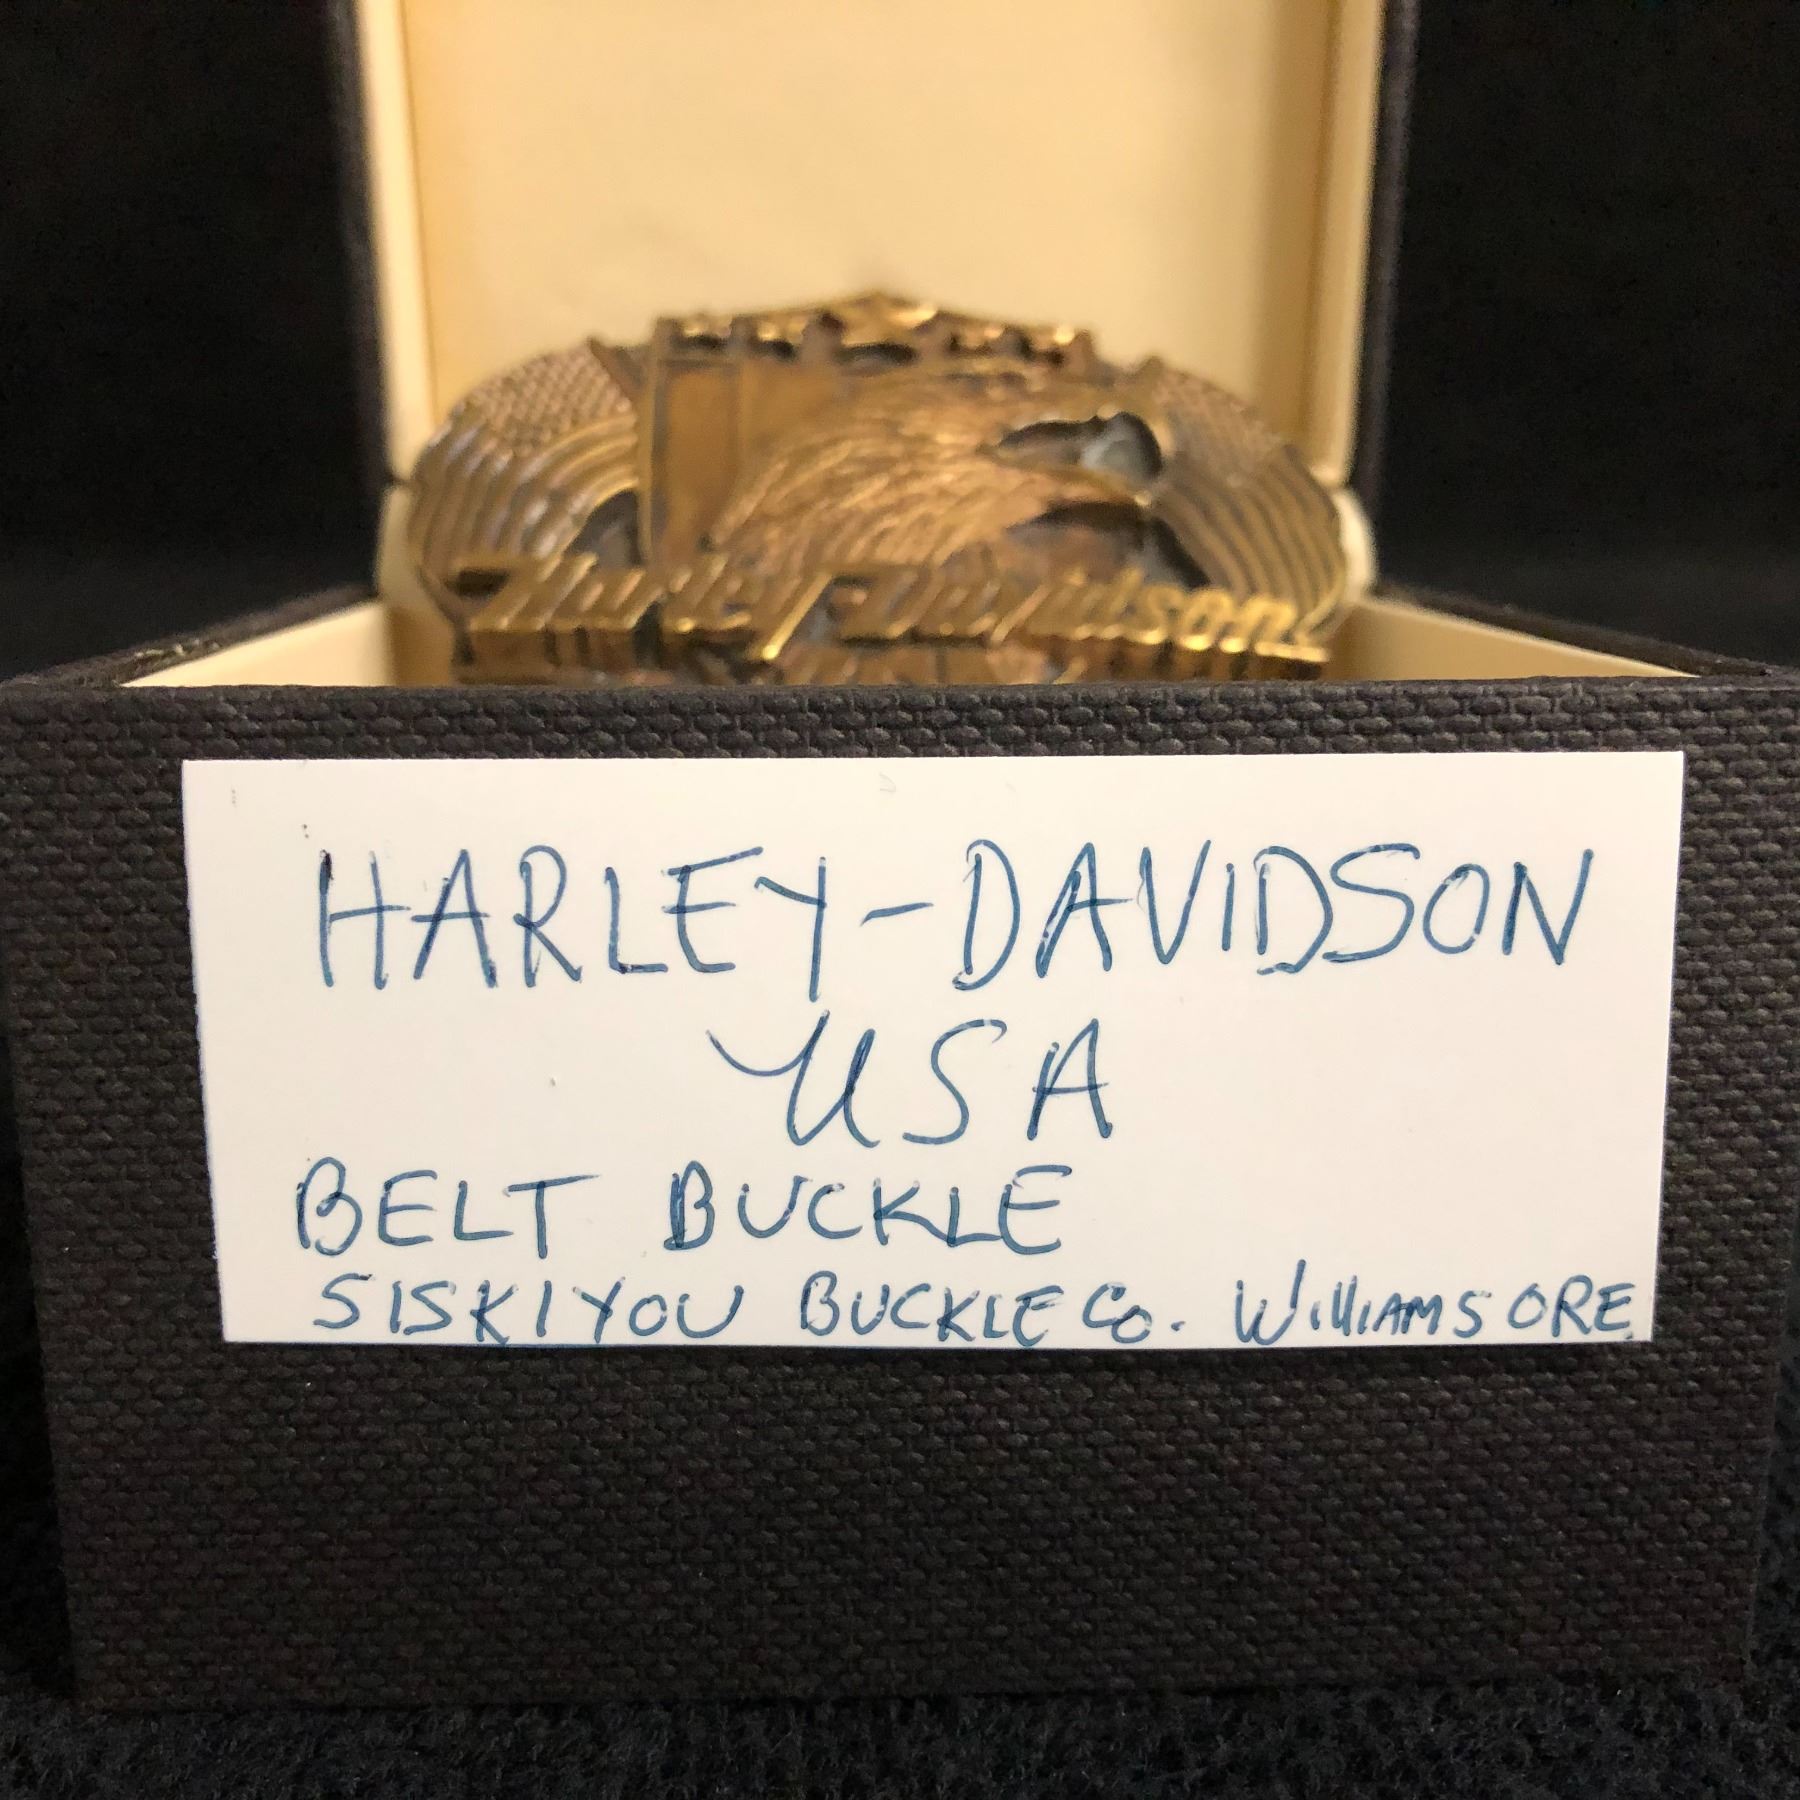 Harley-Davidson
HARLEY-DAVIDSON
USA
BELT BUCKLE
SISKIYOU BUCKLE Co. WilliAMS ORE